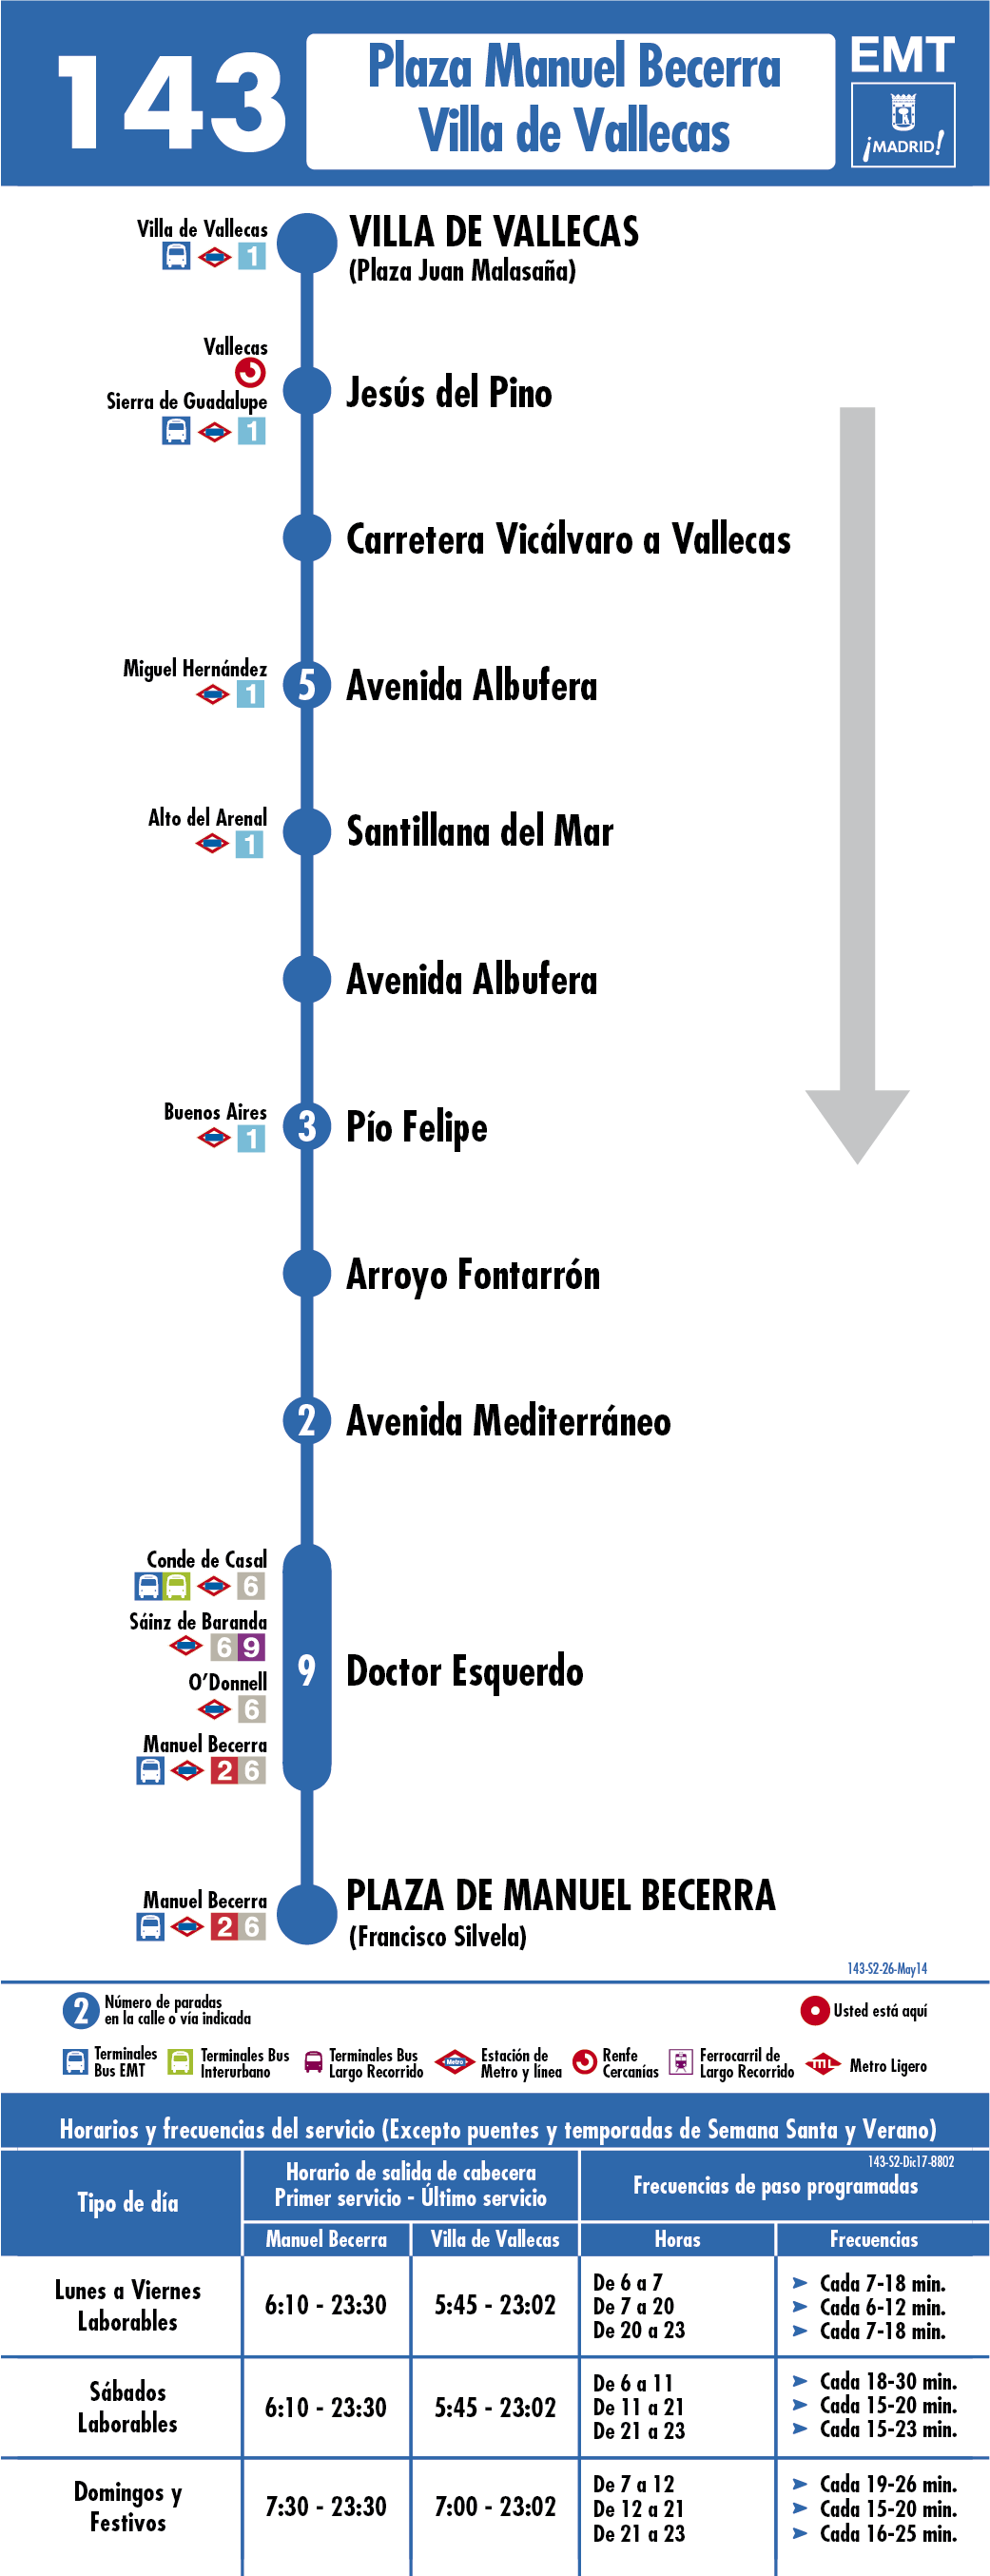 143
Plaza Manuel Becerra
Villa de Vallecas
EMT
¡MADRID!
Villa de Vallecas
1
VILLA DE VALLECAS
(Plaza Juan Malasaña)
Vallecas
Sierra de Guadalupe
1
Jesús del Pino
Carretera Vicálvaro a Vallecas
Miguel Hernández
1
5
Avenida Albufera
Alto del Arenal
1
Santillana del Mar
Avenida Albufera
Buenos Aires
1
3
Pío Felipe
Arroyo Fontarrón
2
Avenida Mediterráneo
Conde de Casal
6
Sáinz de Baranda
6 9
O'Donnell
6
Manuel Becerra
2 6
9
Doctor Esquerdo
Manuel Becerra
2 6
PLAZA DE MANUEL BECERRA
(Francisco Silvela)
143-S2-26-May14
2
Número de paradas
en la calle o vía indicada
Usted está aquí
Terminales
Bus EMT
Terminales Bus
Interurbano
Terminales Bus
Largo Recorrido
Metro
Estación de
Metro y línea
Renfe
Cercanías
Ferrocarril de
Largo Recorrido
ML
Metro Ligero
Horarios y frecuencias del servicio (Excepto puentes y temporadas de Semana Santa y Verano)
143-S2-Dic17-8802
Tipo de día
Horario de salida de cabecera
Primer servicio - Último servicio
Frecuencias de paso programadas
Manuel Becerra
Villa de Vallecas
Horas
Frecuencias
Lunes a Viernes
Laborables
6:10 - 23:30
5:45 - 23:02
De 6 a 7
Cada 7-18 min.
De 7 a 20
Cada 6-12 min.
De 20 a 23
Cada 7-18 min.
Sábados
Laborables
6:10 - 23:30
5:45 - 23:02
De 6 a 11
Cada 18-30 min.
De 11 a 21
Cada 15-20 min.
De 21 a 23
Cada 15-23 min.
Domingos y
Festivos
7:30 - 23:30
7:00 - 23:02
De 7 a 12
Cada 19-26 min.
De 12 a 21
Cada 15-20 min.
De 21 a 23
Cada 16-25 min.